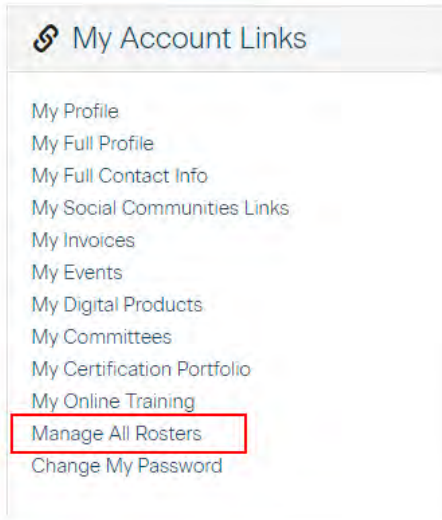 My Account Links
My Profile
My Full Profile
My Full Contact Info
My Social Communities Links
My Invoices
My Events
My Digital Products
My Committees
My Certification Portfolio
My Online Training
Manage All Rosters
Change My Password